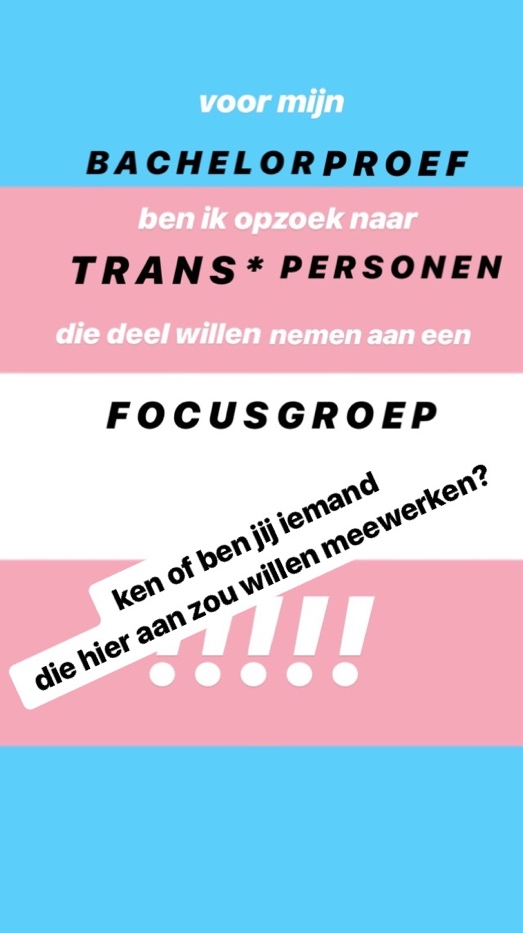 voor mijn
BACHELORPROEF
ben ik opzoek naar
TRANS* PERSONEN
die deel willen nemen aan een
FOCUSGROEP
ken of ben jij iemand
die hier aan zou willen meewerken?
!!!!!